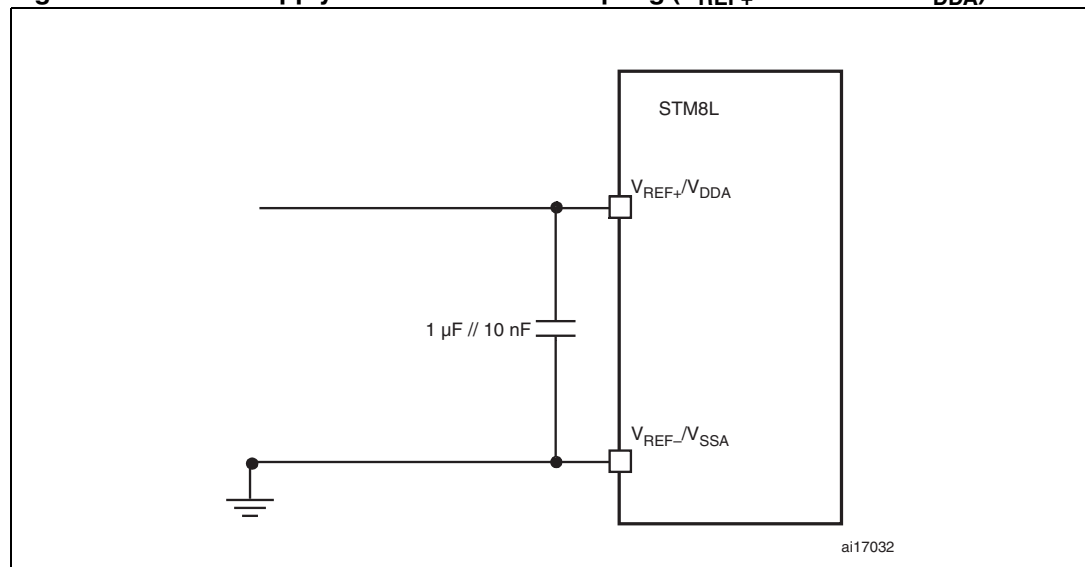 STM8L
VREF+/VDDA
1 µF // 10 nF
VREF–/VSSA
ai17032